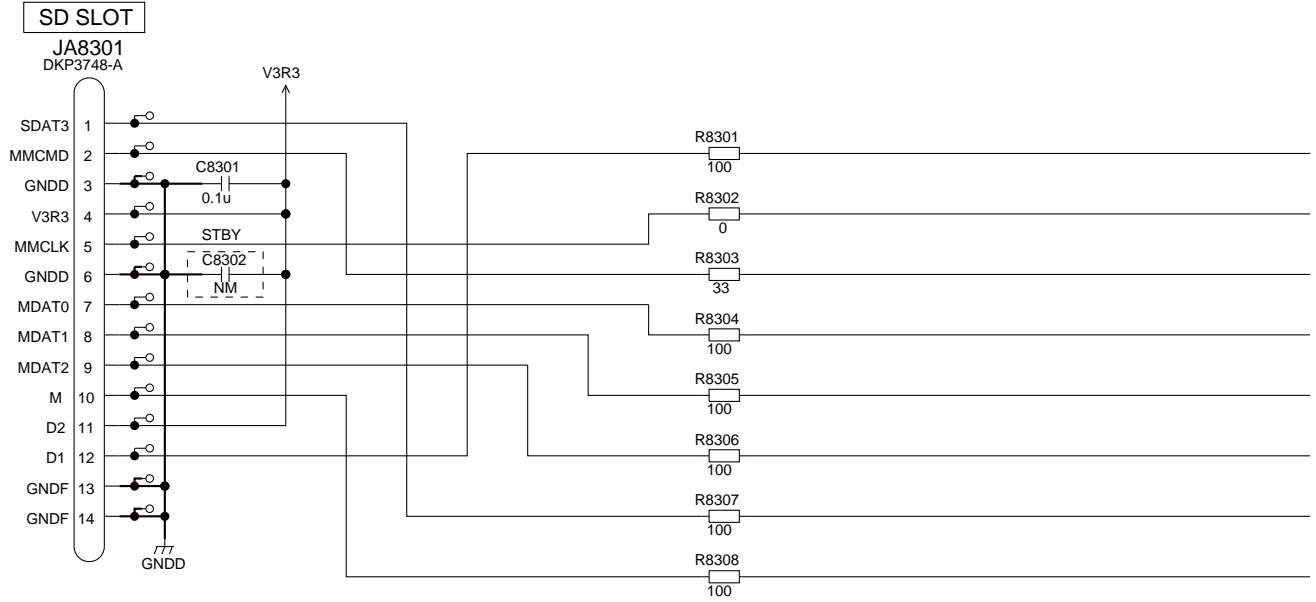 SD SLOT
JA8301
DKP3748-A
V3R3
SDAT3 1
MMCMD 2
GNDD 3
V3R3 4
MMCLK 5
GNDD 6
MDAT0 7
MDAT1 8
MDAT2 9
M 10
D2 11
D1 12
GNDF 13
GNDF 14
C8301
0.1u
STBY
C8302
NM
GNDD
R8301
100
R8302
0
R8303
33
R8304
100
R8305
100
R8306
100
R8307
100
R8308
100